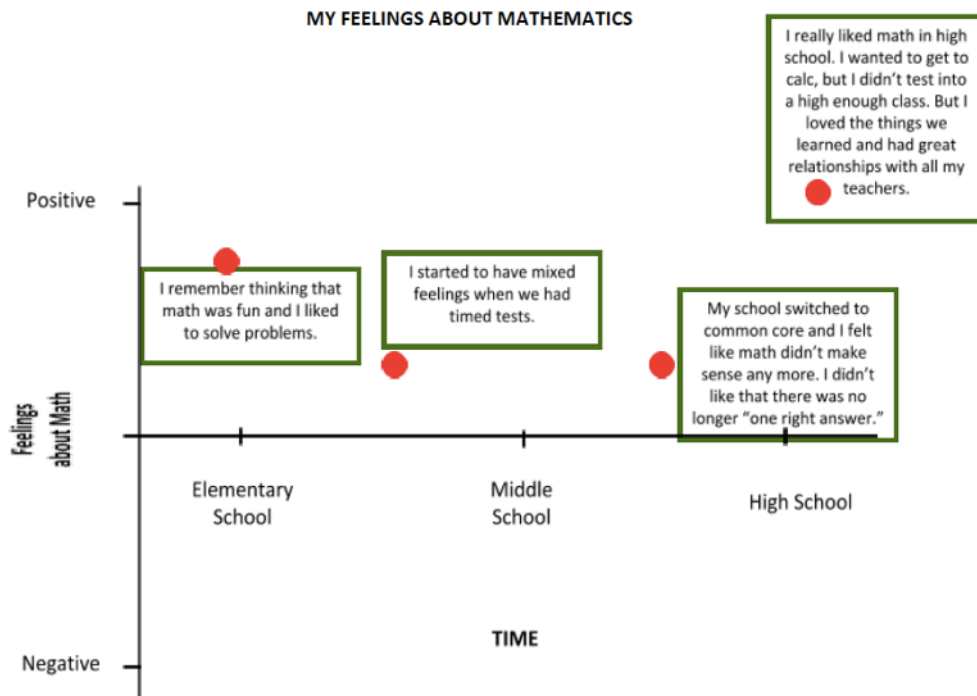 MY FEELINGS ABOUT MATHEMATICS
I really liked math in high
school. I wanted to get to
calc, but I didn’t test into
a high enough class. But I
loved the things we
learned and had great
relationships with all my
teachers.
Positive
I remember thinking that
math was fun and I liked
to solve problems.
I started to have mixed
feelings when we had
timed tests.
My school switched to
common core and I felt
like math didn’t make
sense any more. I didn’t
like that there was no
longer “one right answer.”
Feelings
about Math
Elementary
School
Middle
School
High School
TIME
Negative